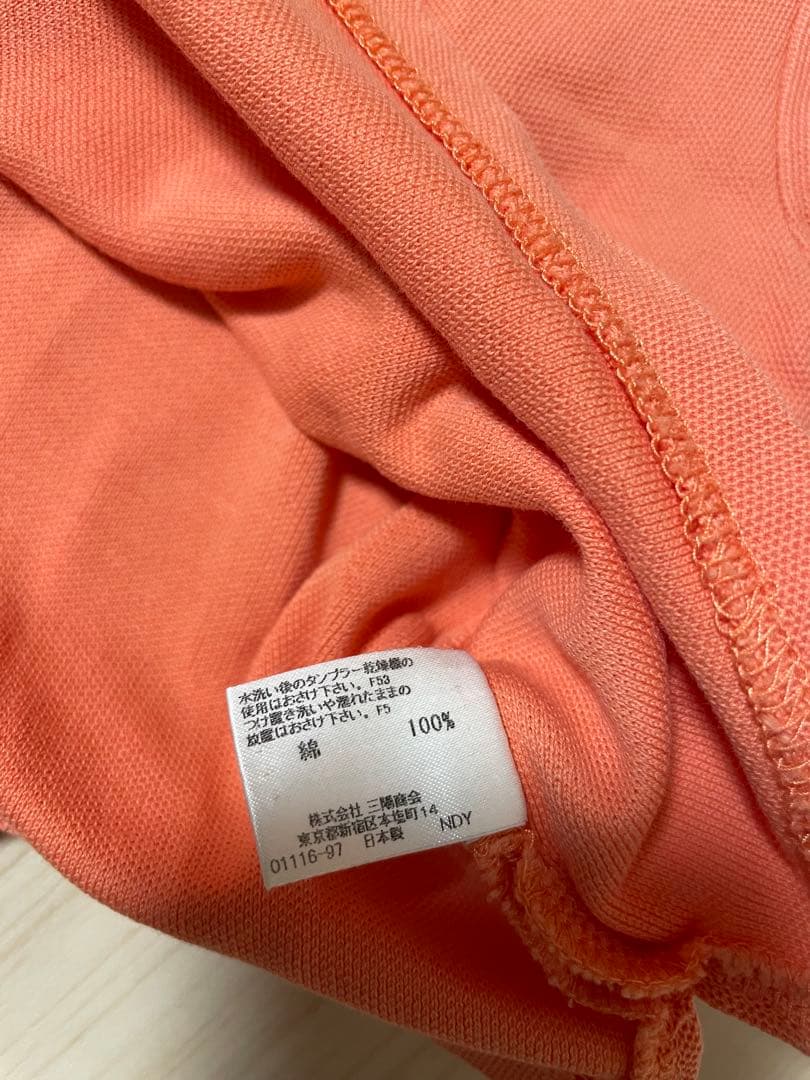 水洗い後のタンブラー乾燥機の
使用はおさけ下さい。F53
つけ置き洗いや濡れたままの
放置はおさけ下さい。F5
綿 100%
株式会社 三陽商会
東京都新宿区本塩町14
01116-97 日本製 NDY